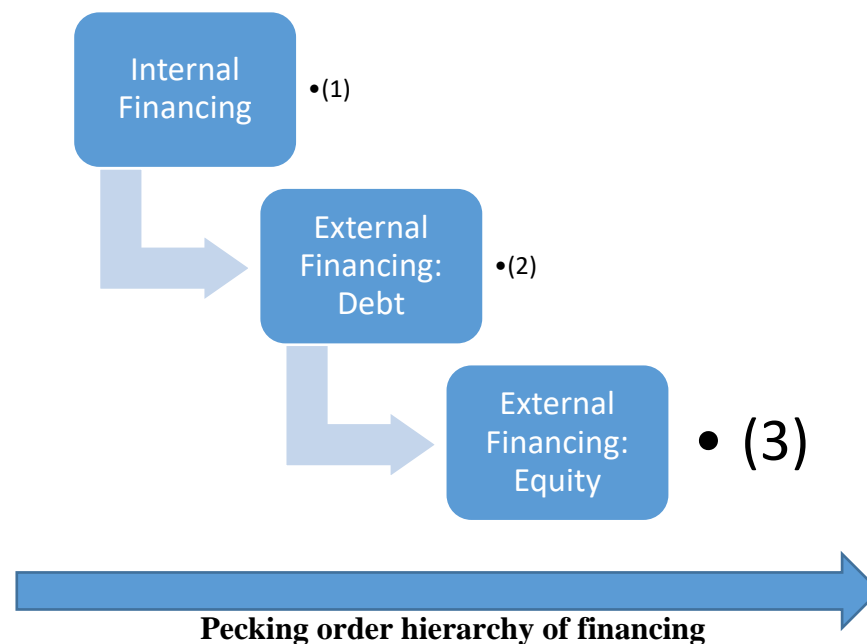 Internal
Financing
•(1)
External
Financing:
Debt
•(2)
External
Financing:
Equity
• (3)
Pecking order hierarchy of financing